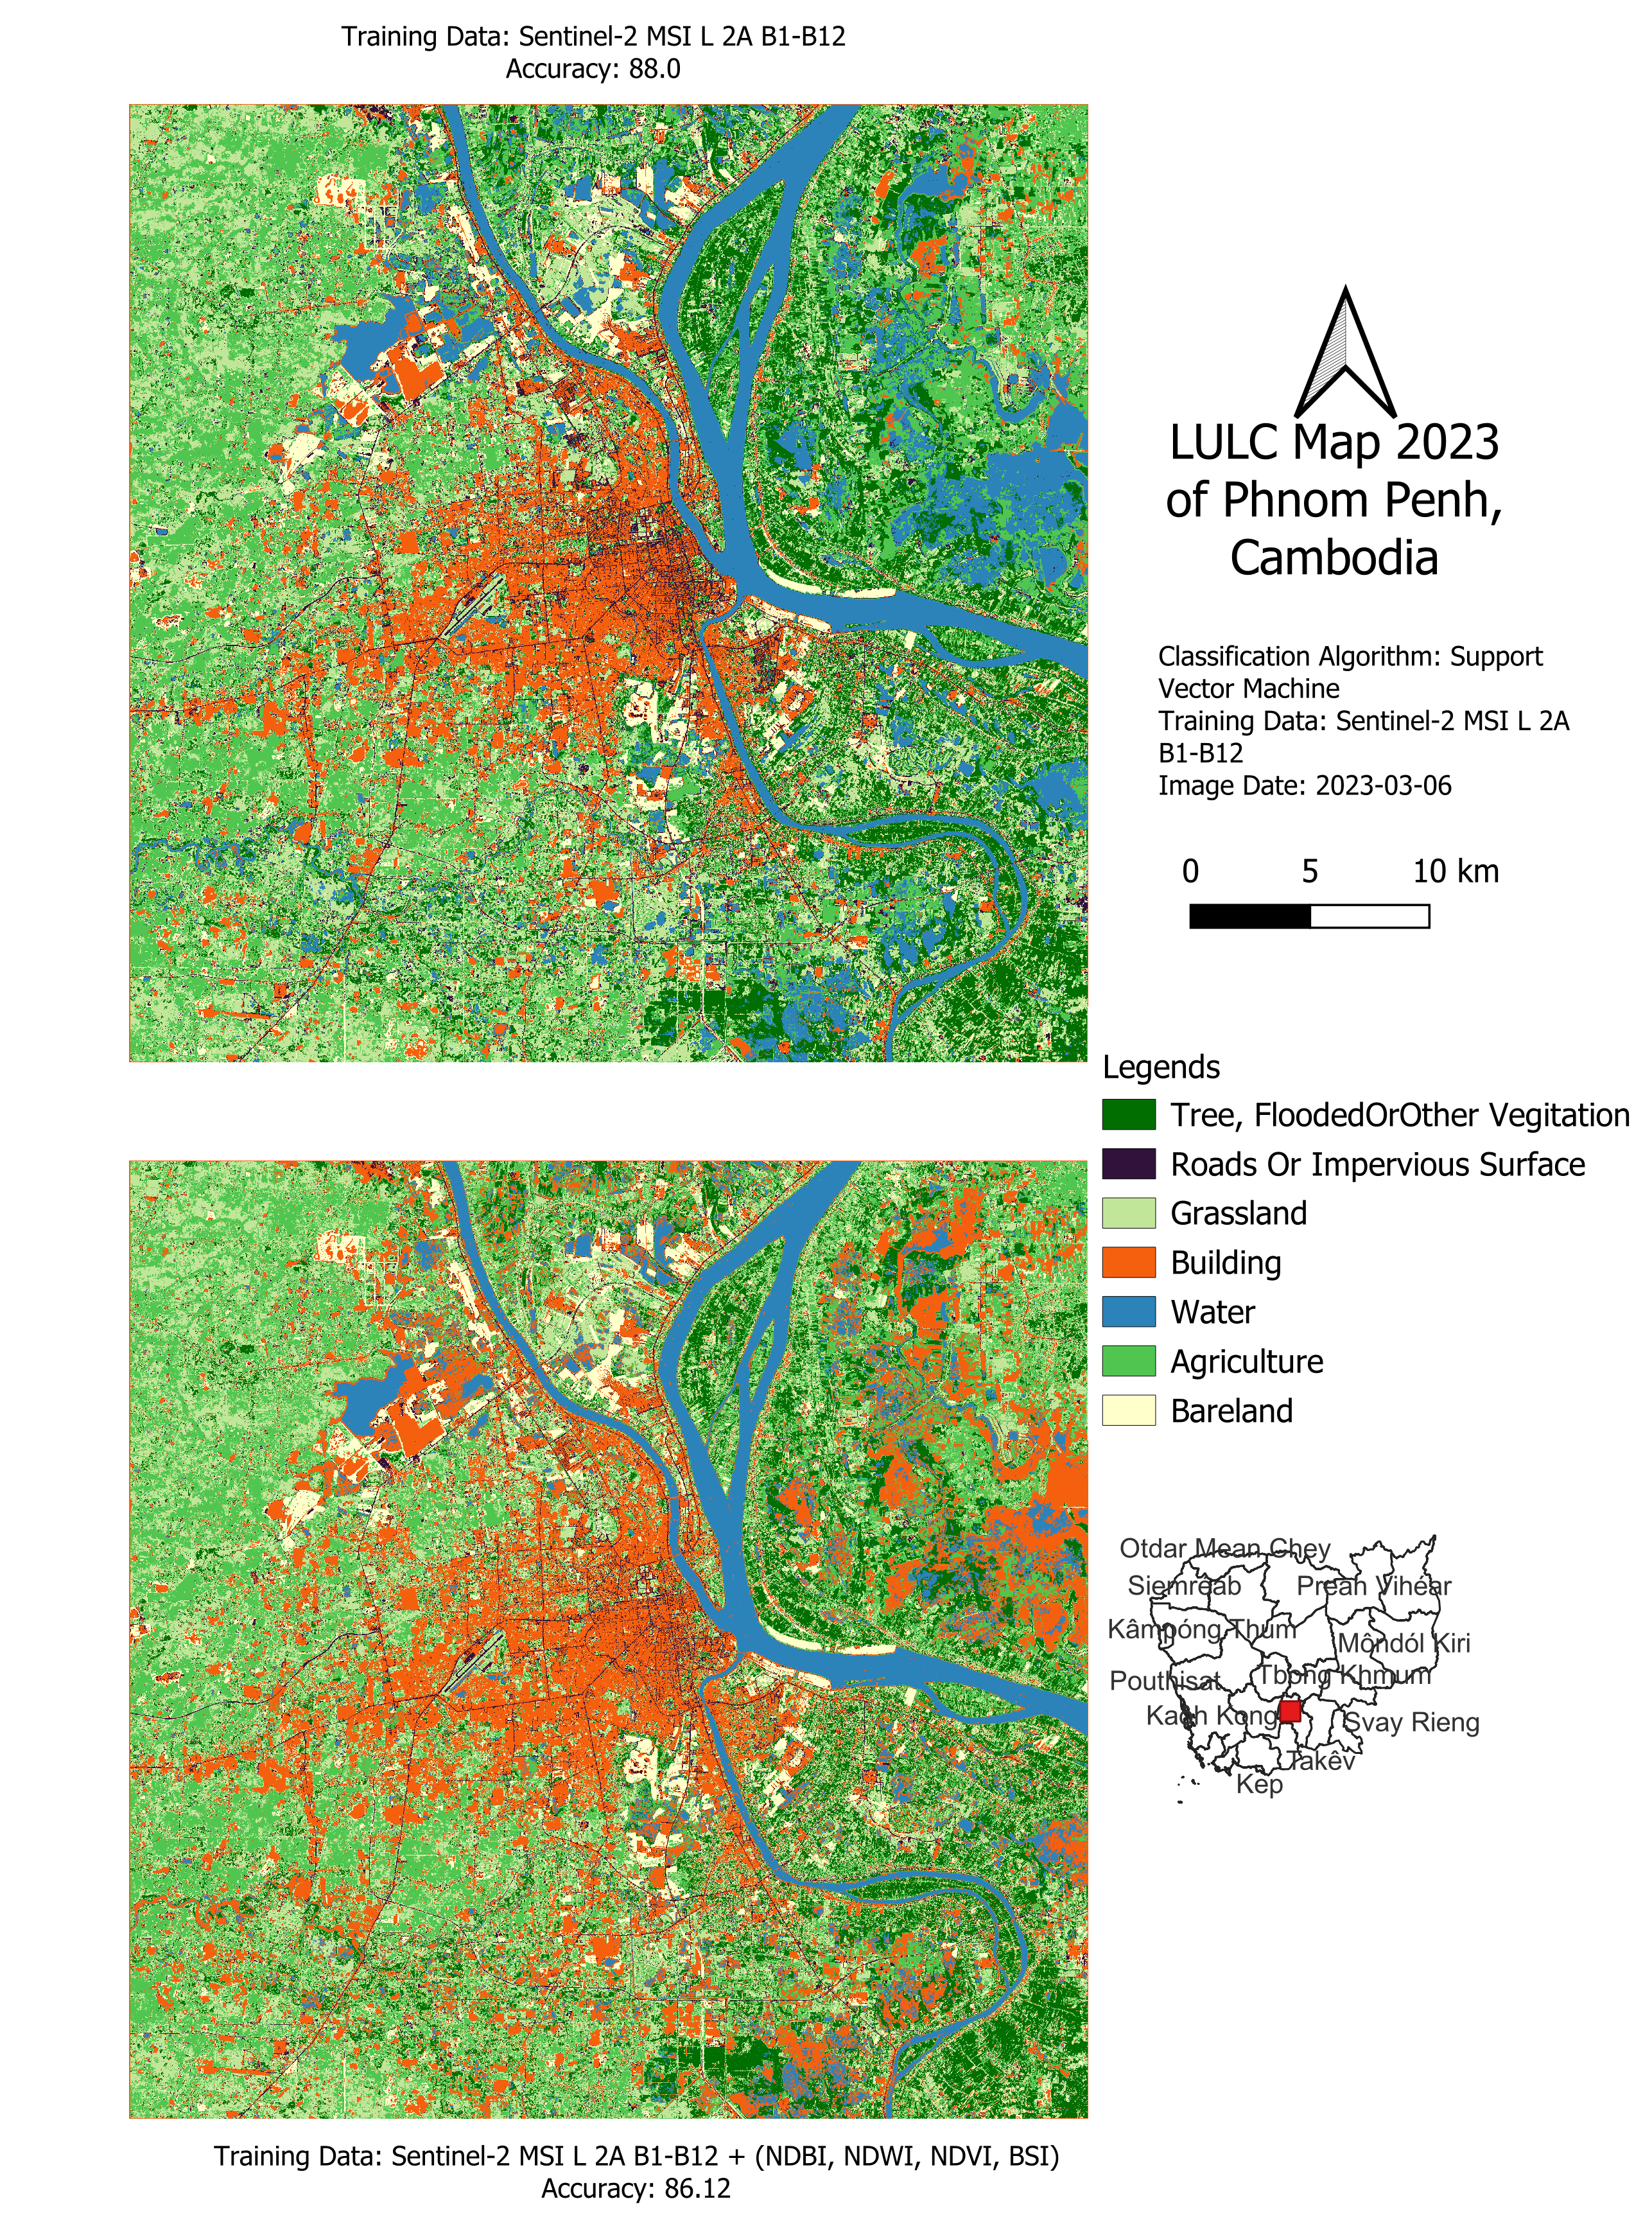 Training Data: Sentinel-2 MSI L 2A B1-B12
Accuracy: 88.0
LULC Map 2023
of Phnom Penh,
Cambodia
Classification Algorithm: Support
Vector Machine
Training Data: Sentinel-2 MSI L 2A
B1-B12
Image Date: 2023-03-06
0 5 10 km
Legends
Tree, FloodedOrOther Vegitation
Roads Or Impervious Surface
Grassland
Building
Water
Agriculture
Bareland
Otdar Mean Chey
Siemréab Preah Vihear
Kâmpóng Thum
Môndól Kiri
Pouthisat Tbong Khmum
Kaôh Kong Svay Rieng
Takêv
Kep
Training Data: Sentinel-2 MSI L 2A B1-B12 + (NDBI, NDWI, NDVI, BSI)
Accuracy: 86.12